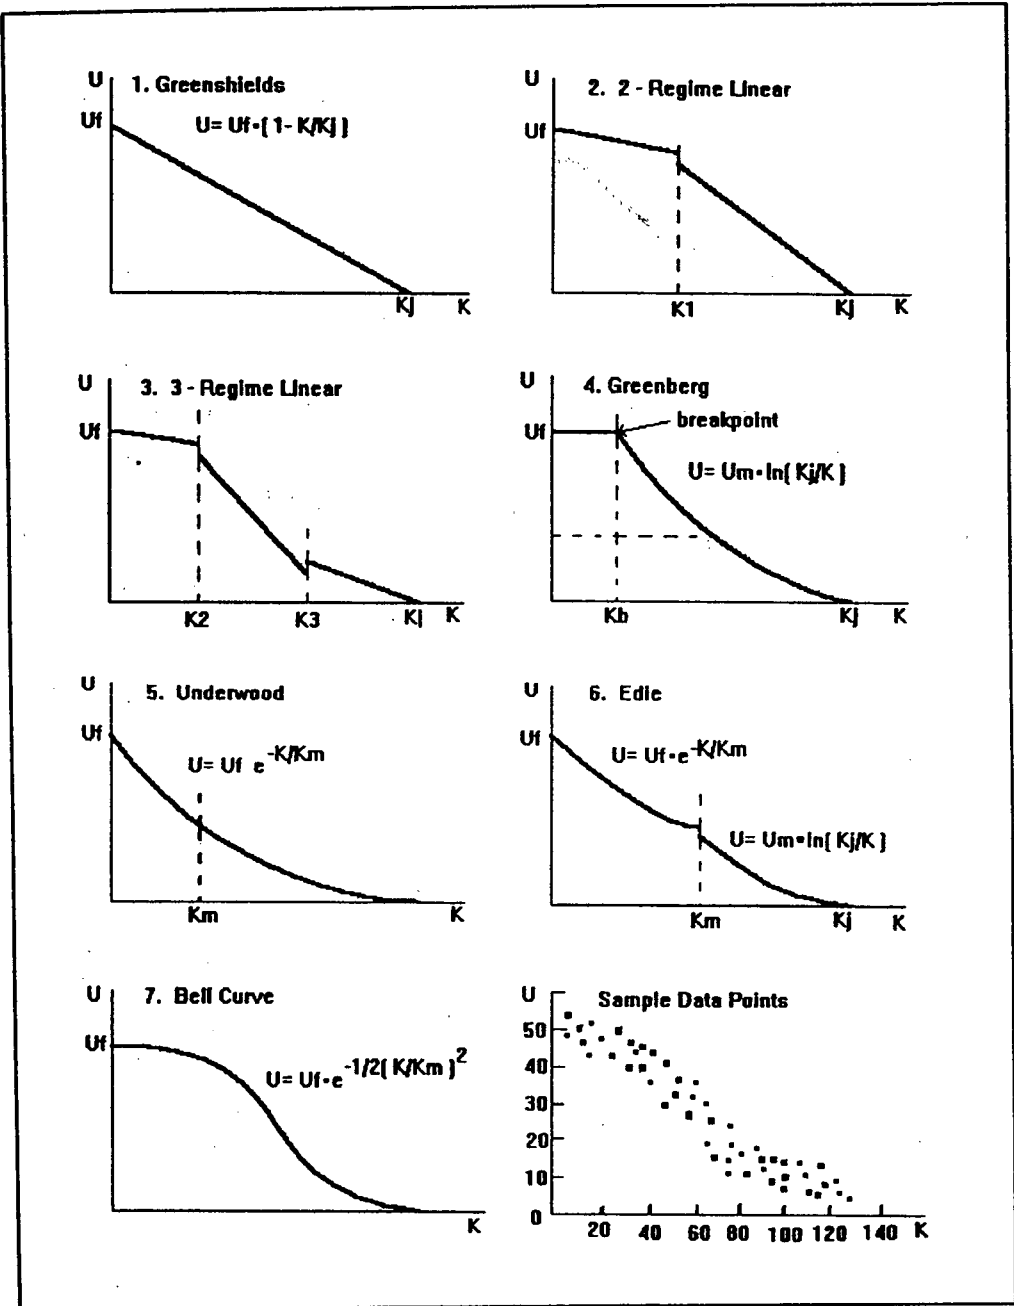 U
1. Greenshields
Uf
U= Uf•[ 1- K/Kj ]
Kj
K
U
2. 2 - Regime Linear
Uf
K1
Kj
K
U
3. 3 - Regime Linear
Uf
K2
K3
Kj
K
U
4. Greenberg
breakpoint
Uf
U= Um•ln[ Kj/K ]
Kb
Kj
K
U
5. Underwood
Uf
U= Uf e -K/Km
Km
K
U
6. Edie
Uf
U= Uf•e -K/Km
U= Um•ln[ Kj/K ]
Km
Kj
K
U
7. Bell Curve
Uf
U= Uf•e -1/2[ K/Km ] 2
K
U
Sample Data Points
50
40
30
20
10
0
20 40 60 80 100 120 140 K